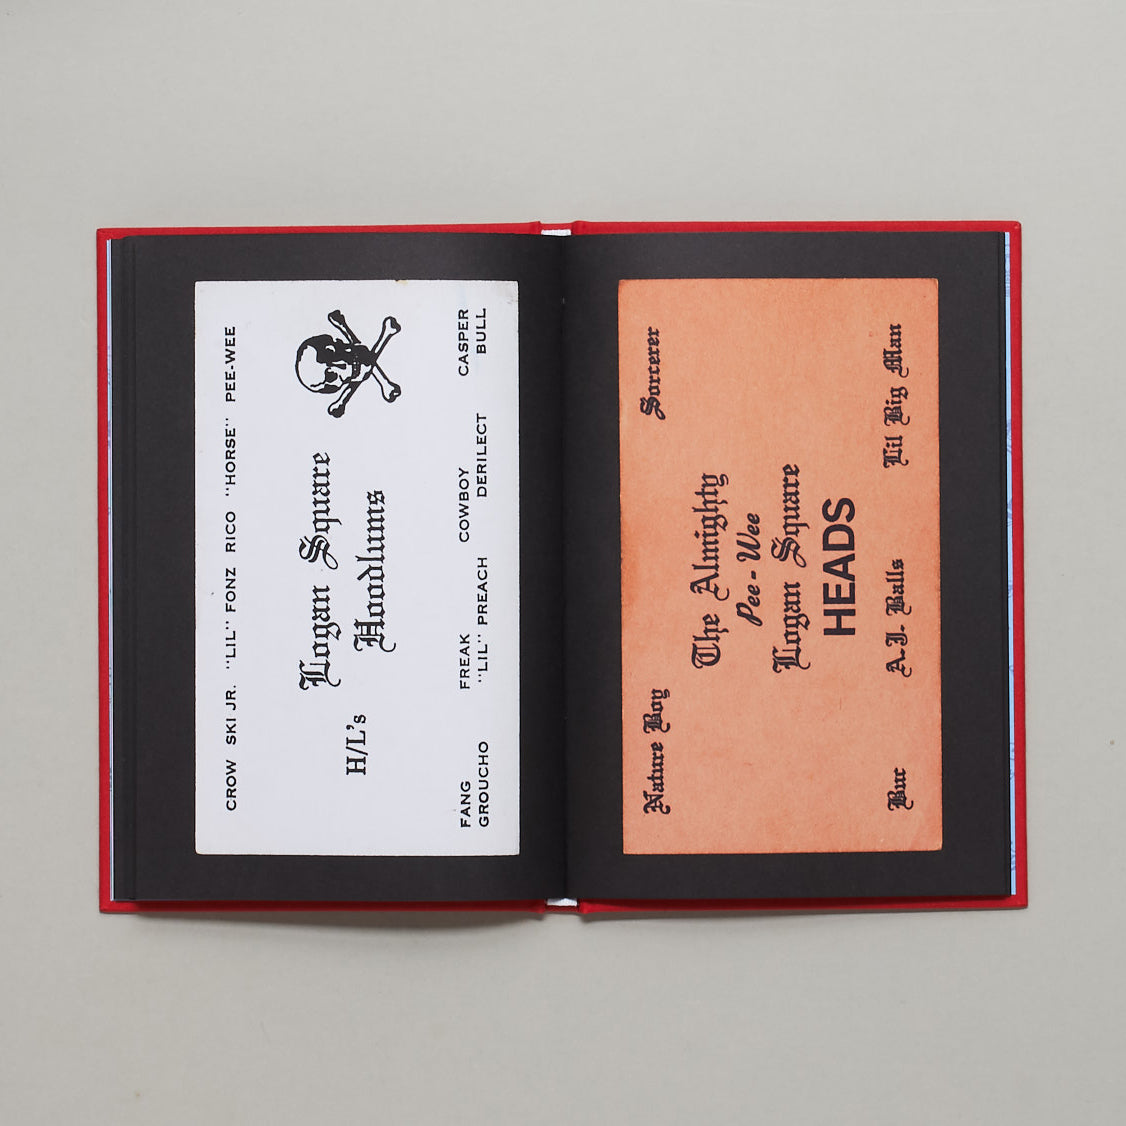 CROW SKI JR. "LIL" FONZ RICO "HORSE" PEE-WEE
Logan Square
H/L's Hoodlums
FANG FREAK COWBOY CASPER
GROUCHO "LIL" PREACH DERILECT BULL
Nature Boy Sorcerer
The Almighty
Pee-Wee
Logan Square
HEADS
Buc A.J. Balls Lil Big Man